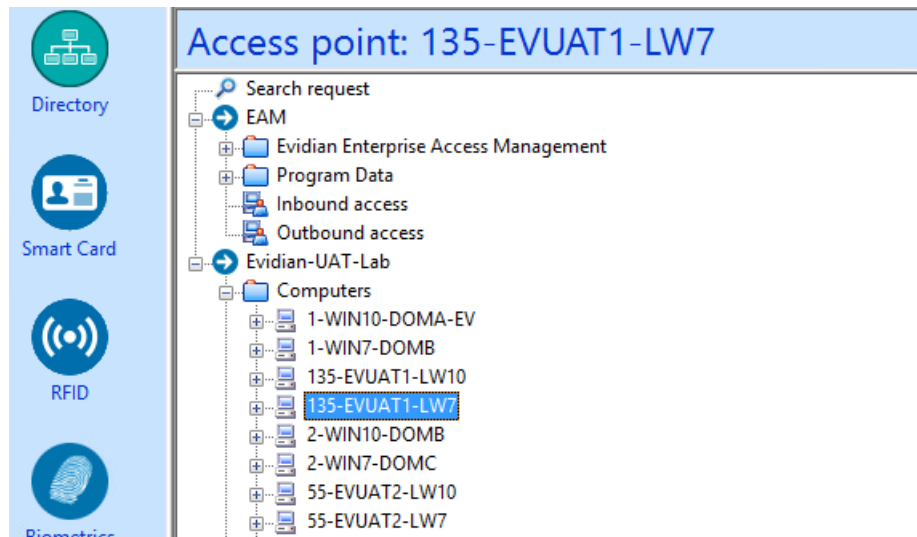 Access point: 135-EVUAT1-LW7
Directory
Smart Card
RFID
Biometrics
Search request
EAM
Evidian Enterprise Access Management
Program Data
Inbound access
Outbound access
Evidian-UAT-Lab
Computers
1-WIN10-DOMA-EV
1-WIN7-DOMB
135-EVUAT1-LW10
135-EVUAT1-LW7
2-WIN10-DOMB
2-WIN7-DOMC
55-EVUAT2-LW10
55-EVUAT2-LW7